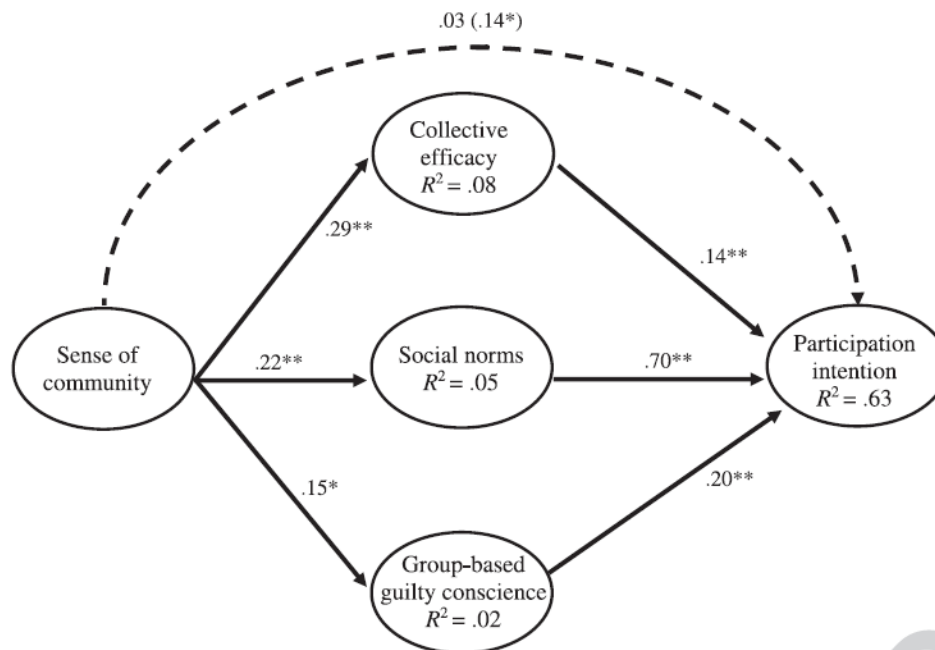 .03 (.14*)
Collective
efficacy
R² = .08
.29**
.14**
Sense of
community
.22**
Social norms
R² = .05
.70**
Participation
intention
R² = .63
.15*
.20**
Group-based
guilty conscience
R² = .02